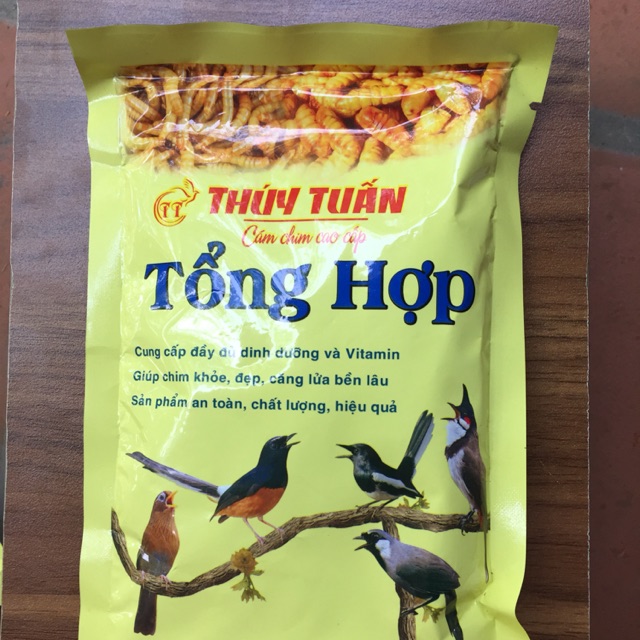 TT
THÚY TUẤN
Cám chim cao cấp
Tổng Hợp
Cung cấp đầy đủ dinh dưỡng và Vitamin
Giúp chim khỏe, đẹp, căng lửa bền lâu
Sản phẩm an toàn, chất lượng, hiệu quả